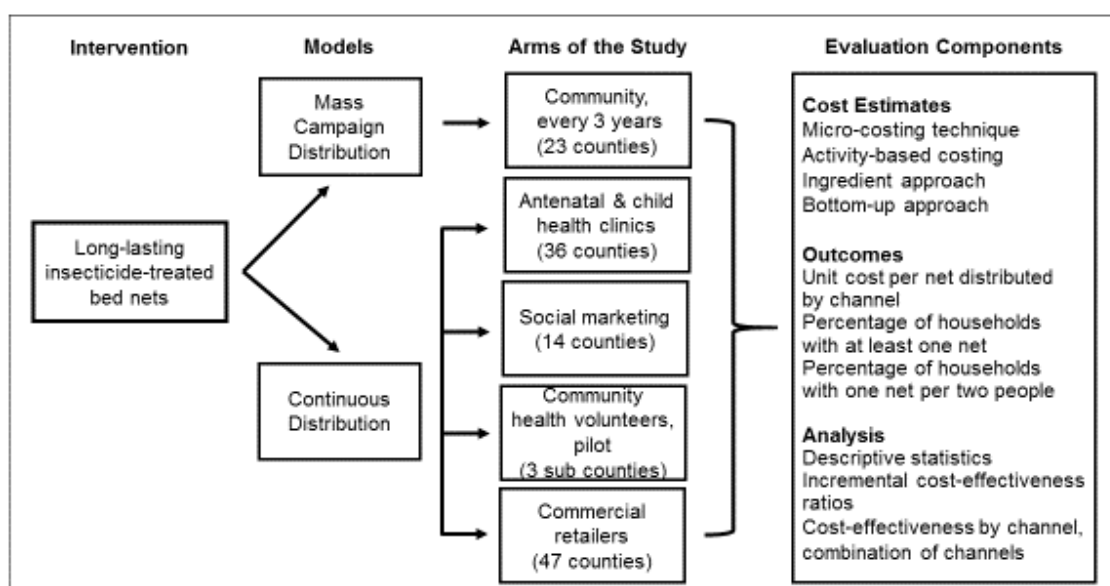 Intervention
Models
Arms of the Study
Evaluation Components
Long-lasting
insecticide-treated
bed nets
Mass
Campaign
Distribution
Continuous
Distribution
Community,
every 3 years
(23 counties)
Antenatal & child
health clinics
(36 counties)
Social marketing
(14 counties)
Community
health volunteers,
pilot
(3 sub counties)
Commercial
retailers
(47 counties)
Cost Estimates
Micro-costing technique
Activity-based costing
Ingredient approach
Bottom-up approach
Outcomes
Unit cost per net distributed
by channel
Percentage of households
with at least one net
Percentage of households
with one net per two people
Analysis
Descriptive statistics
Incremental cost-effectiveness
ratios
Cost-effectiveness by channel,
combination of channels